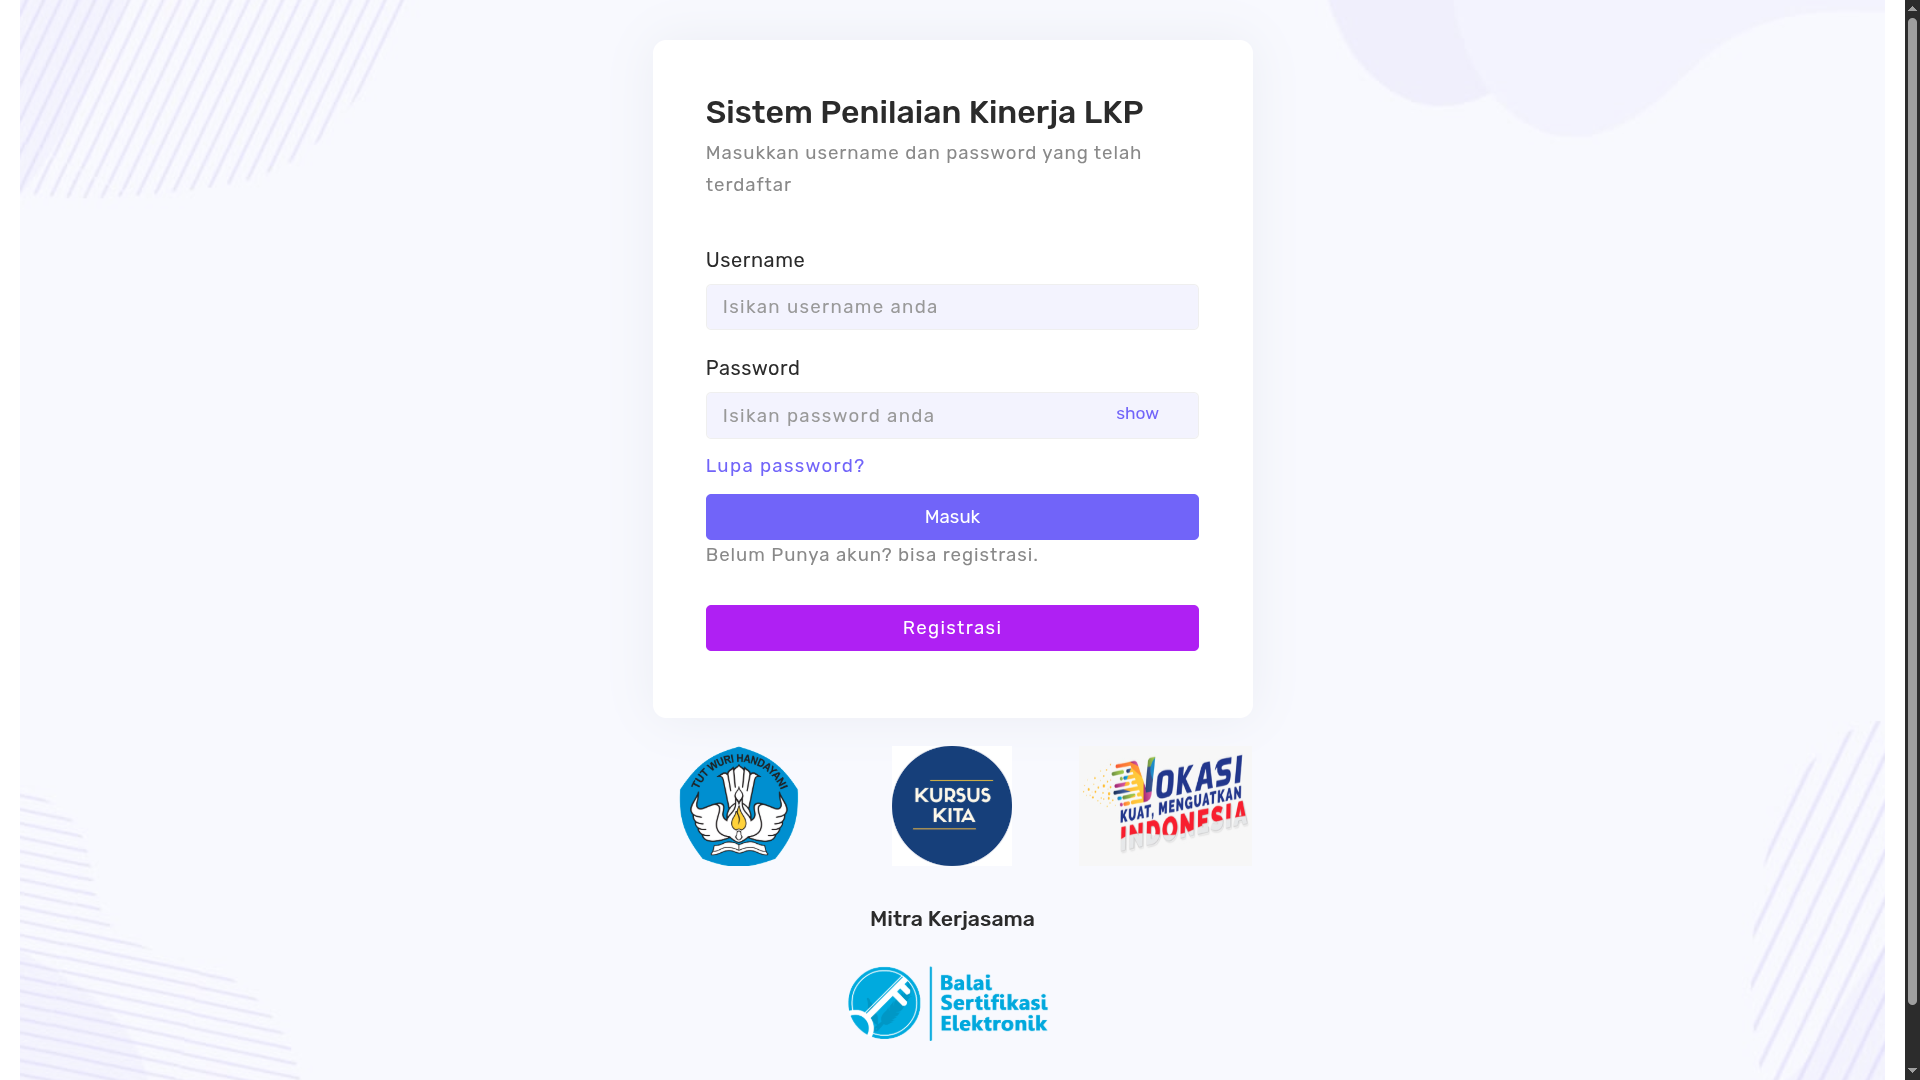 Sistem Penilaian Kinerja LKP
Masukkan username dan password yang telah
terdaftar
Username
Isikan username anda
Password
Isikan password anda
show
Lupa password?
Masuk
Belum Punya akun? bisa registrasi.
Registrasi
TUT WURI HANDAYANI
KURSUS
KITA
VOKASI
KUAT, MENGUATKAN
INDONESIA
Mitra Kerjasama
Balai
Sertifikasi
Elektronik